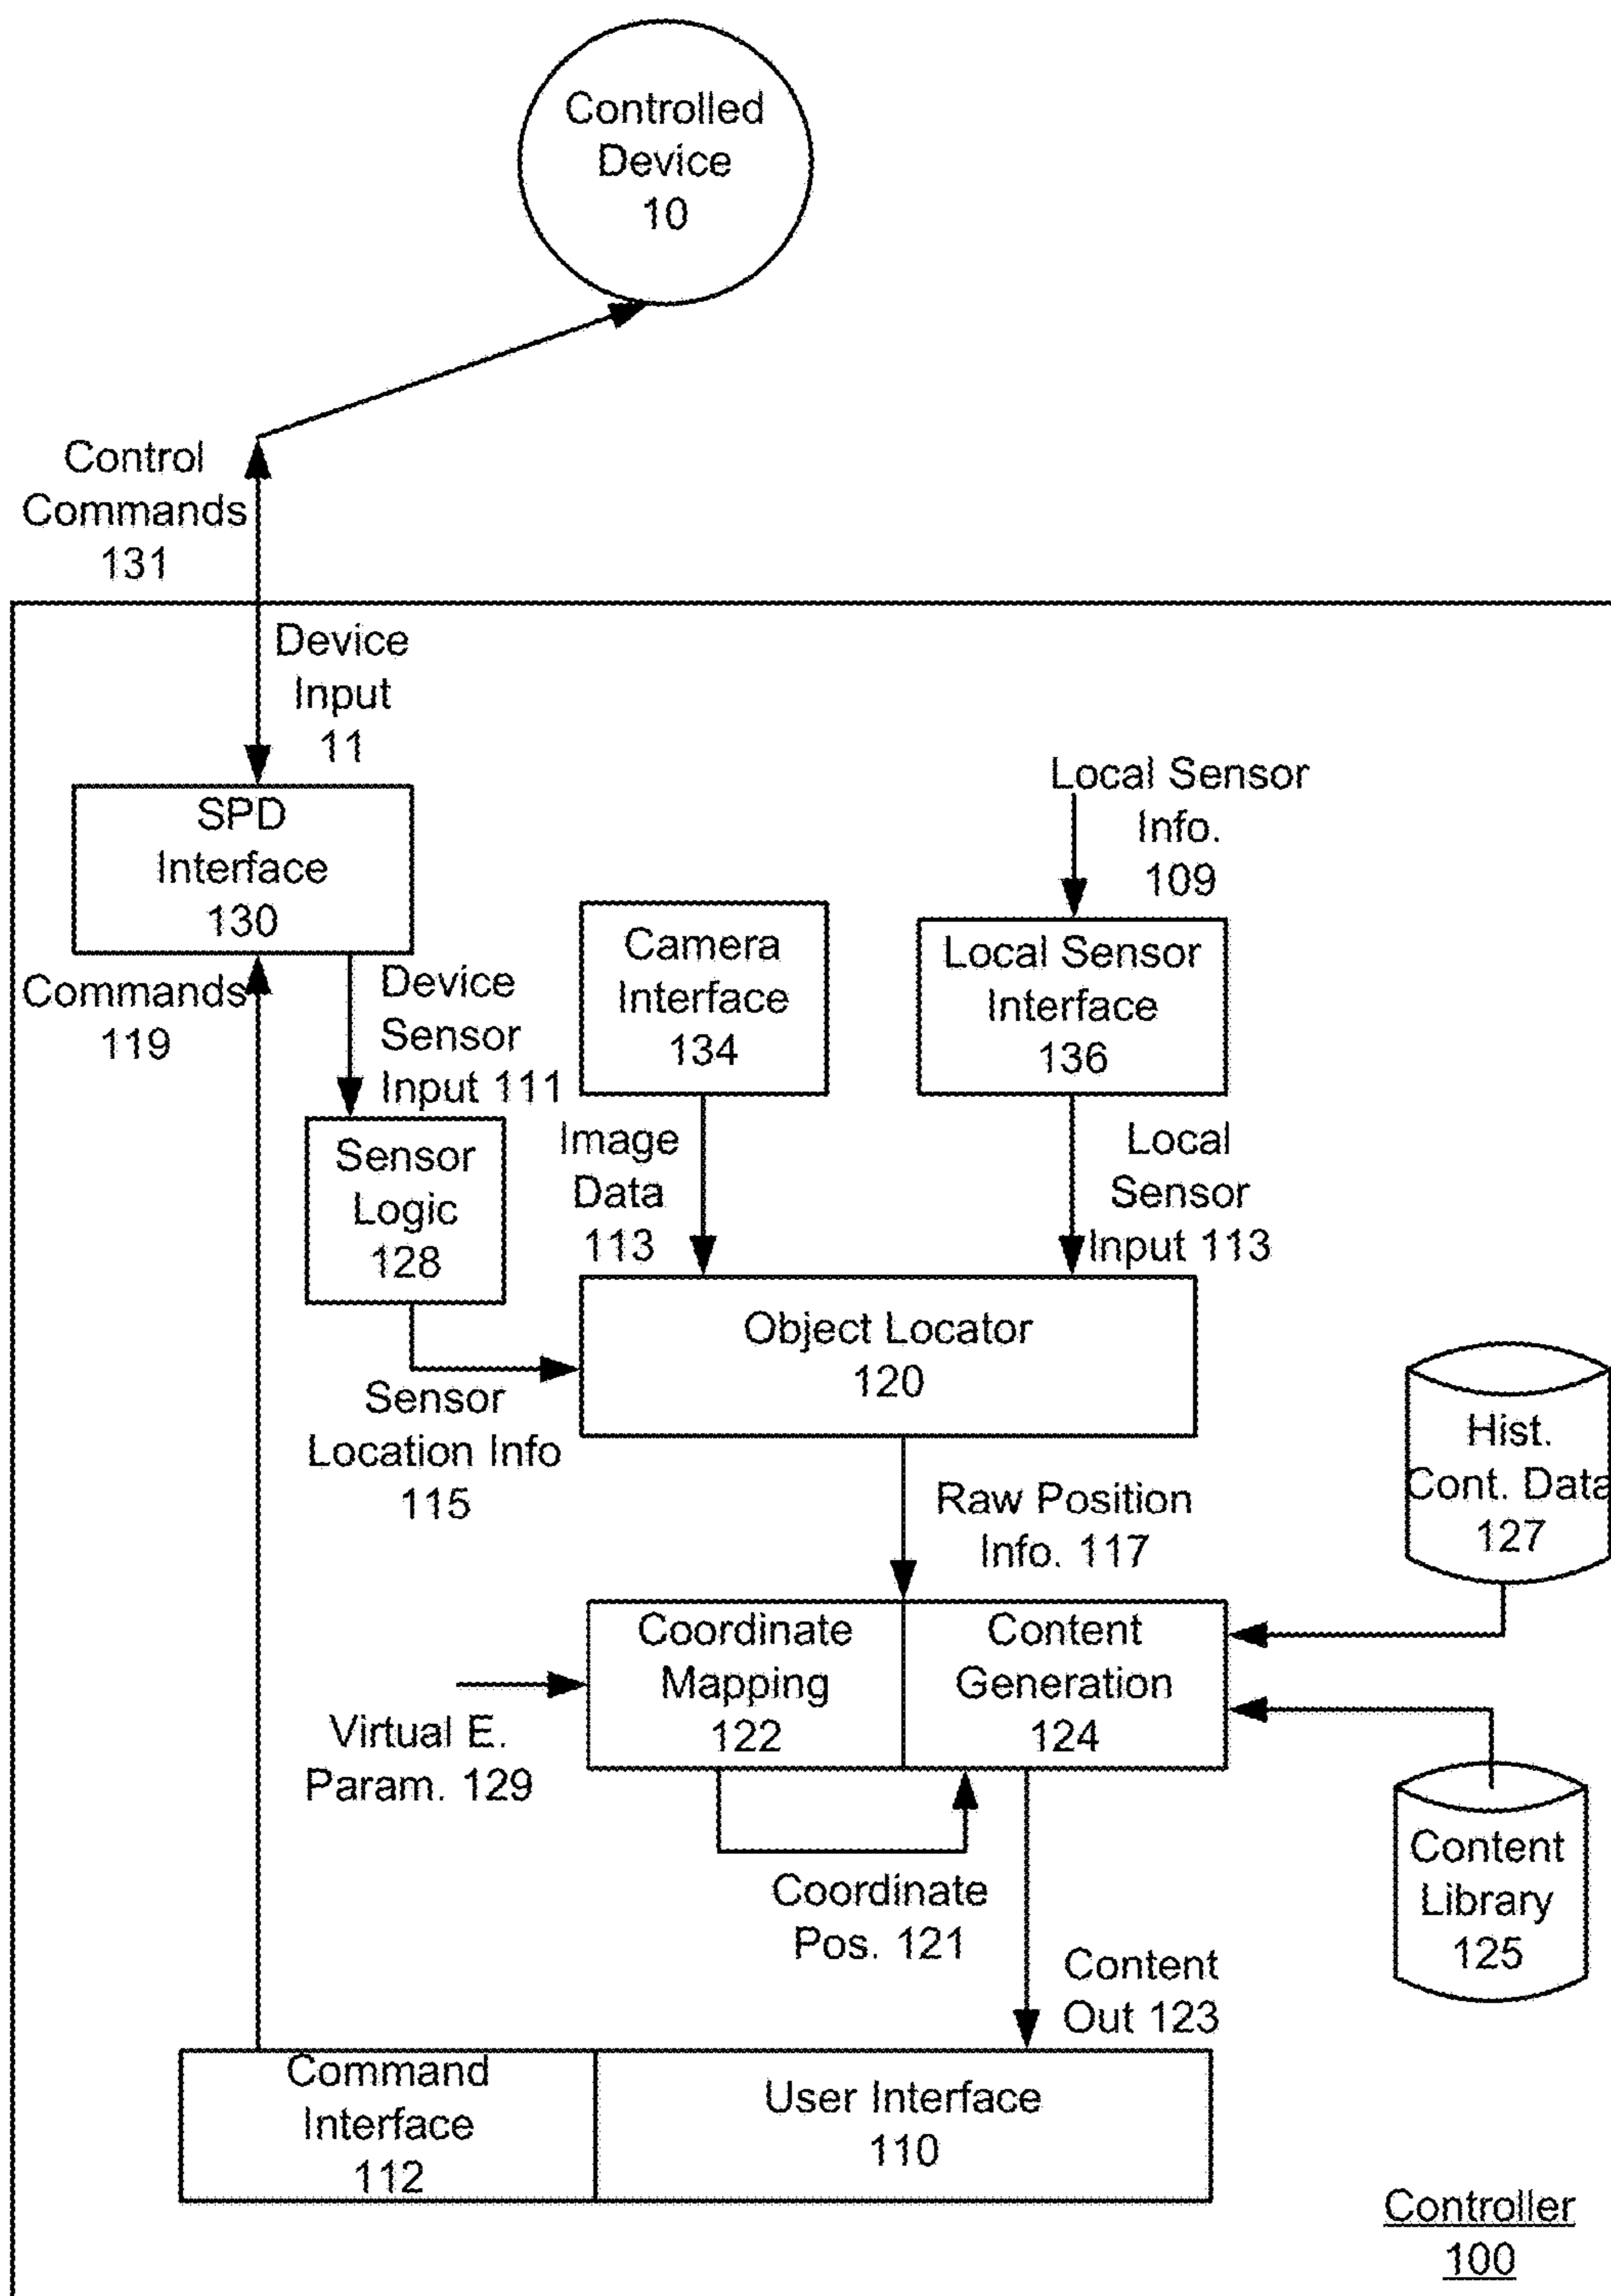 Controlled
Device
10
Control
Commands
131
Device
Input
11
SPD
Interface
130
Local Sensor
Info.
109
Camera
Interface
134
Local Sensor
Interface
136
Commands
119
Device
Sensor
Input 111
Sensor
Logic
128
Image
Data
113
Local
Sensor
Input 113
Object Locator
120
Sensor
Location Info
115
Raw Position
Info. 117
Hist.
Cont. Data
127
Coordinate
Mapping
122
Content
Generation
124
Virtual E.
Param. 129
Coordinate
Pos. 121
Content
Library
125
Content
Out 123
Command
Interface
112
User Interface
110
Controller
100